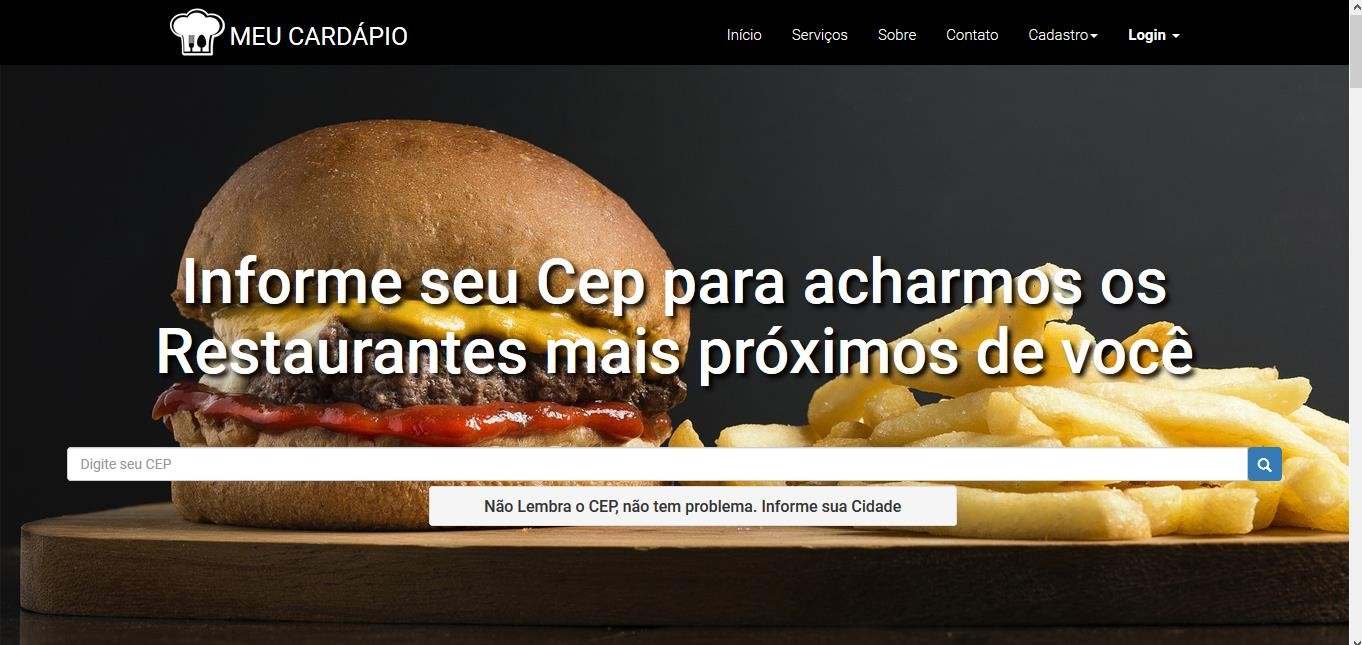 MEU CARDÁPIO
Início Serviços Sobre Contato Cadastro Login
Informe seu Cep para acharmos os
Restaurantes mais próximos de você
Digite seu CEP
Não Lembra o CEP, não tem problema. Informe sua Cidade